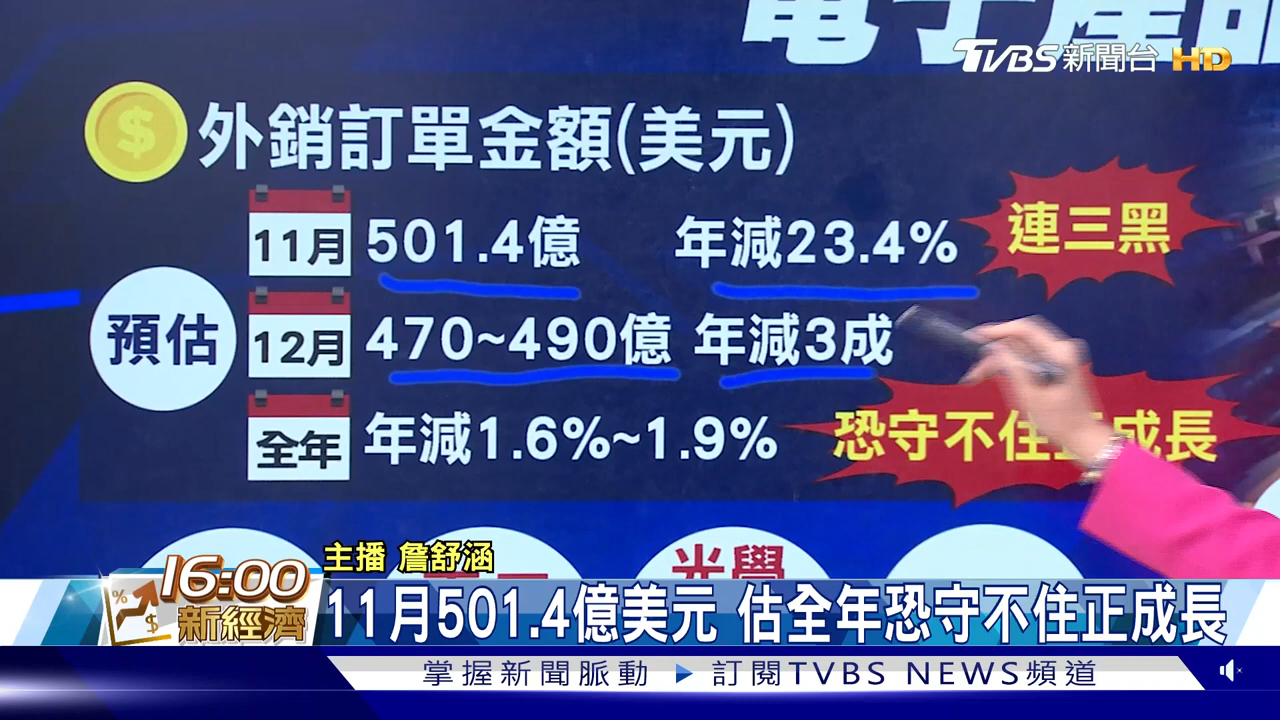 電子產品
TVBS新聞台 HD
$ 外銷訂單金額(美元)
11月 501.4億 年減23.4% 連三黑
預估
12月 470~490億 年減3成
全年 年減1.6%~1.9% 恐守不住正成長
光學
主播 詹舒涵
16:00
% $ 新經濟
11月501.4億美元 估全年恐守不住正成長
掌握新聞脈動 ▶ 訂閱TVBS NEWS頻道